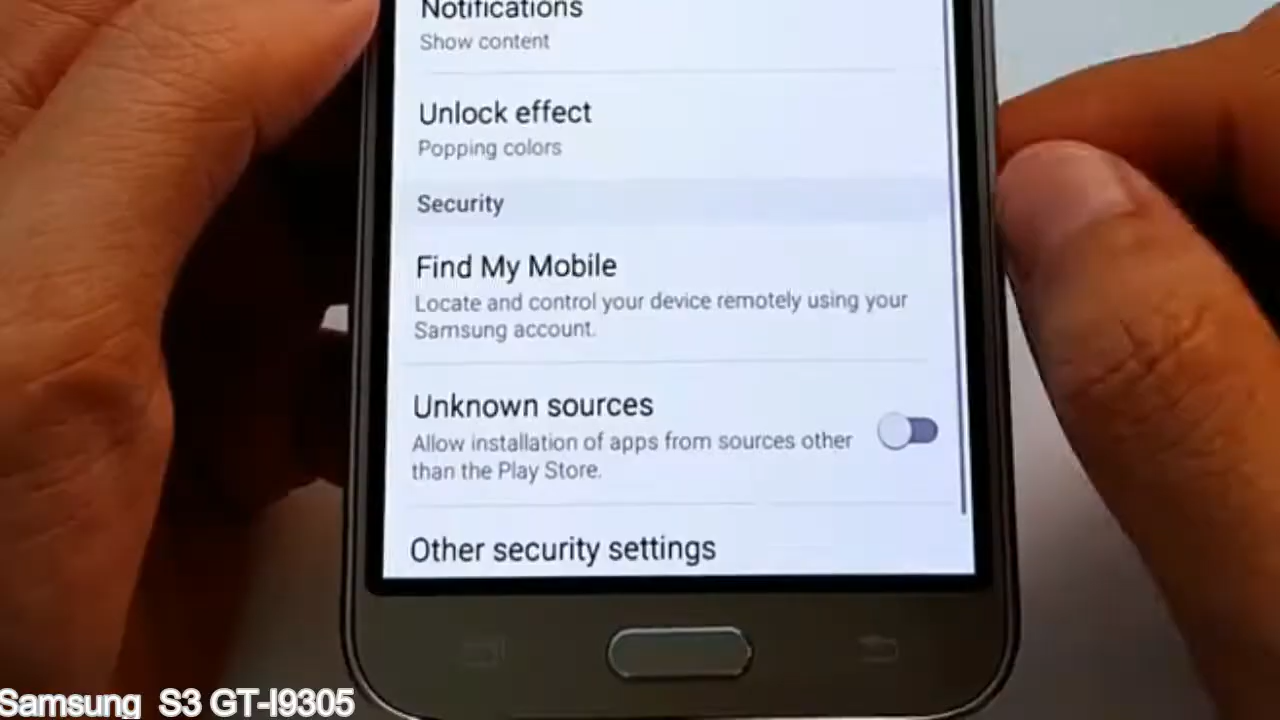 Notifications
Show content
Unlock effect
Popping colors
Security
Find My Mobile
Locate and control your device remotely using your
Samsung account.
Unknown sources
Allow installation of apps from sources other
than the Play Store.
Other security settings
Samsung S3 GT-I9305